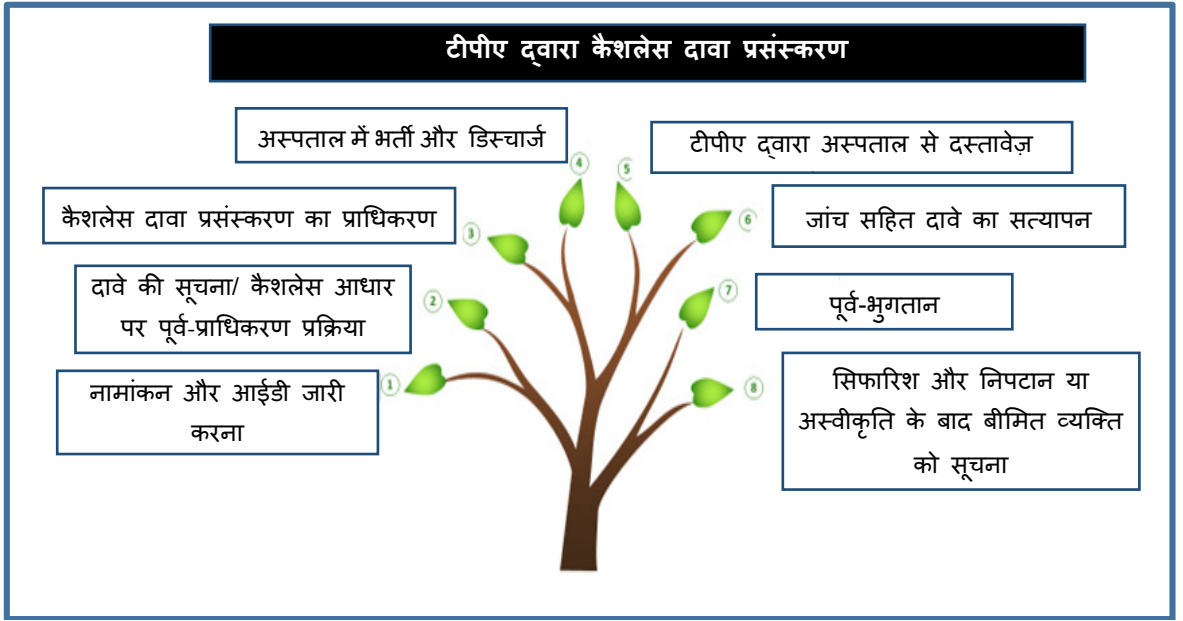 टीपीए द्वारा कैशलेस दावा प्रसंस्करण
नामांकन और आईडी जारी
करना
1
दावे की सूचना/ कैशलेस आधार
पर पूर्व-प्राधिकरण प्रक्रिया
2
कैशलेस दावा प्रसंस्करण का प्राधिकरण
3
अस्पताल में भर्ती और डिस्चार्ज
4
टीपीए द्वारा अस्पताल से दस्तावेज़
5
जांच सहित दावे का सत्यापन
6
पूर्व-भुगतान
7
सिफारिश और निपटान या
अस्वीकृति के बाद बीमित व्यक्ति
को सूचना
8